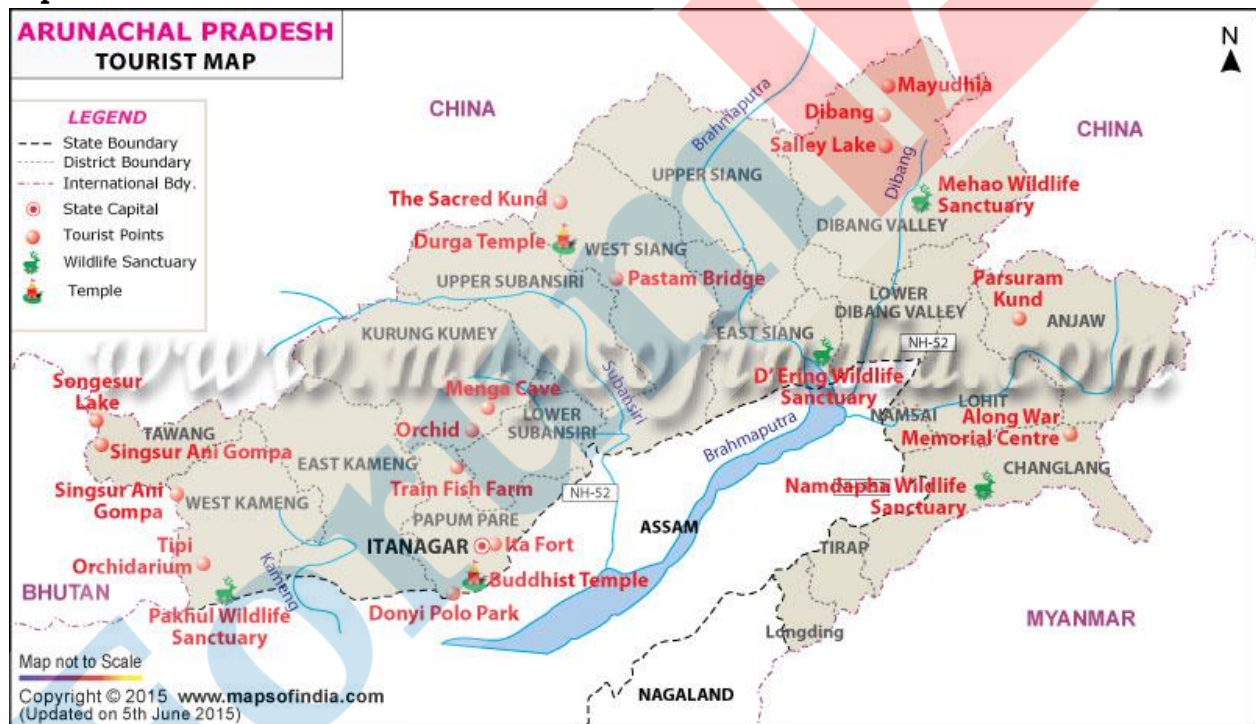 ARUNACHAL PRADESH
TOURIST MAP
N
LEGEND
State Boundary
District Boundary
International Bdy.
State Capital
Tourist Points
Wildlife Sanctuary
Temple
CHINA
Brahmaputra
Mayudhia
Dibang
Salley Lake
CHINA
UPPER SIANG
Dibang
Mehao Wildlife
Sanctuary
The Sacred Kund
Durga Temple
WEST SIANG
DIBANG VALLEY
UPPER SUBANSIRI
Pastam Bridge
Parsuram
Kund
LOWER
DIBANG VALLEY
ANJAW
KURUNG KUMEY
EAST SIANG
NH-52
www.mapsofindia.com
Songesur
Lake
Menga Cave
Subansiri
D'Ering Wildlife
Sanctuary
LOHIT
NAMSAI
TAWANG
Singsur Ani Gompa
Orchid
LOWER
SUBANSIRI
Brahmaputra
Along War
Memorial Centre
EAST KAMENG
CHANGLANG
Singsur Ani
Gompa
WEST KAMENG
Train Fish Farm
NH-52
Namdapha Wildlife
Sanctuary
PAPUM PARE
ASSAM
Tipi
Orchidarium
ITANAGAR
Ita Fort
TIRAP
BHUTAN
Kameng
Buddhist Temple
Pakhul Wildlife
Sanctuary
Donyi Polo Park
MYANMAR
Longding
Map not to Scale
NAGALAND
Copyright © 2015 www.mapsofindia.com
(Updated on 5th June 2015)